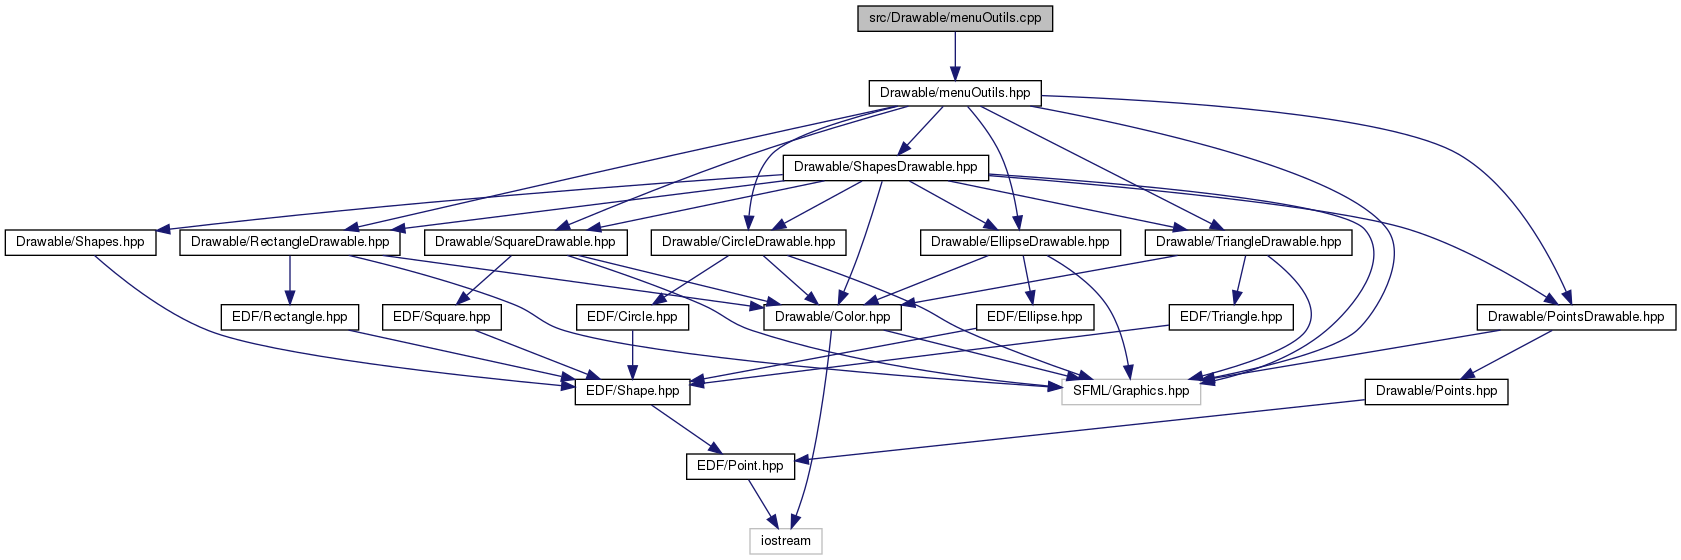 src/Drawable/menuOutils.cpp
Drawable/menuOutils.hpp
Drawable/ShapesDrawable.hpp
Drawable/Shapes.hpp
Drawable/RectangleDrawable.hpp
Drawable/SquareDrawable.hpp
Drawable/CircleDrawable.hpp
Drawable/EllipseDrawable.hpp
Drawable/TriangleDrawable.hpp
EDF/Rectangle.hpp
EDF/Square.hpp
EDF/Circle.hpp
Drawable/Color.hpp
EDF/Ellipse.hpp
EDF/Triangle.hpp
Drawable/PointsDrawable.hpp
EDF/Shape.hpp
SFML/Graphics.hpp
Drawable/Points.hpp
EDF/Point.hpp
iostream